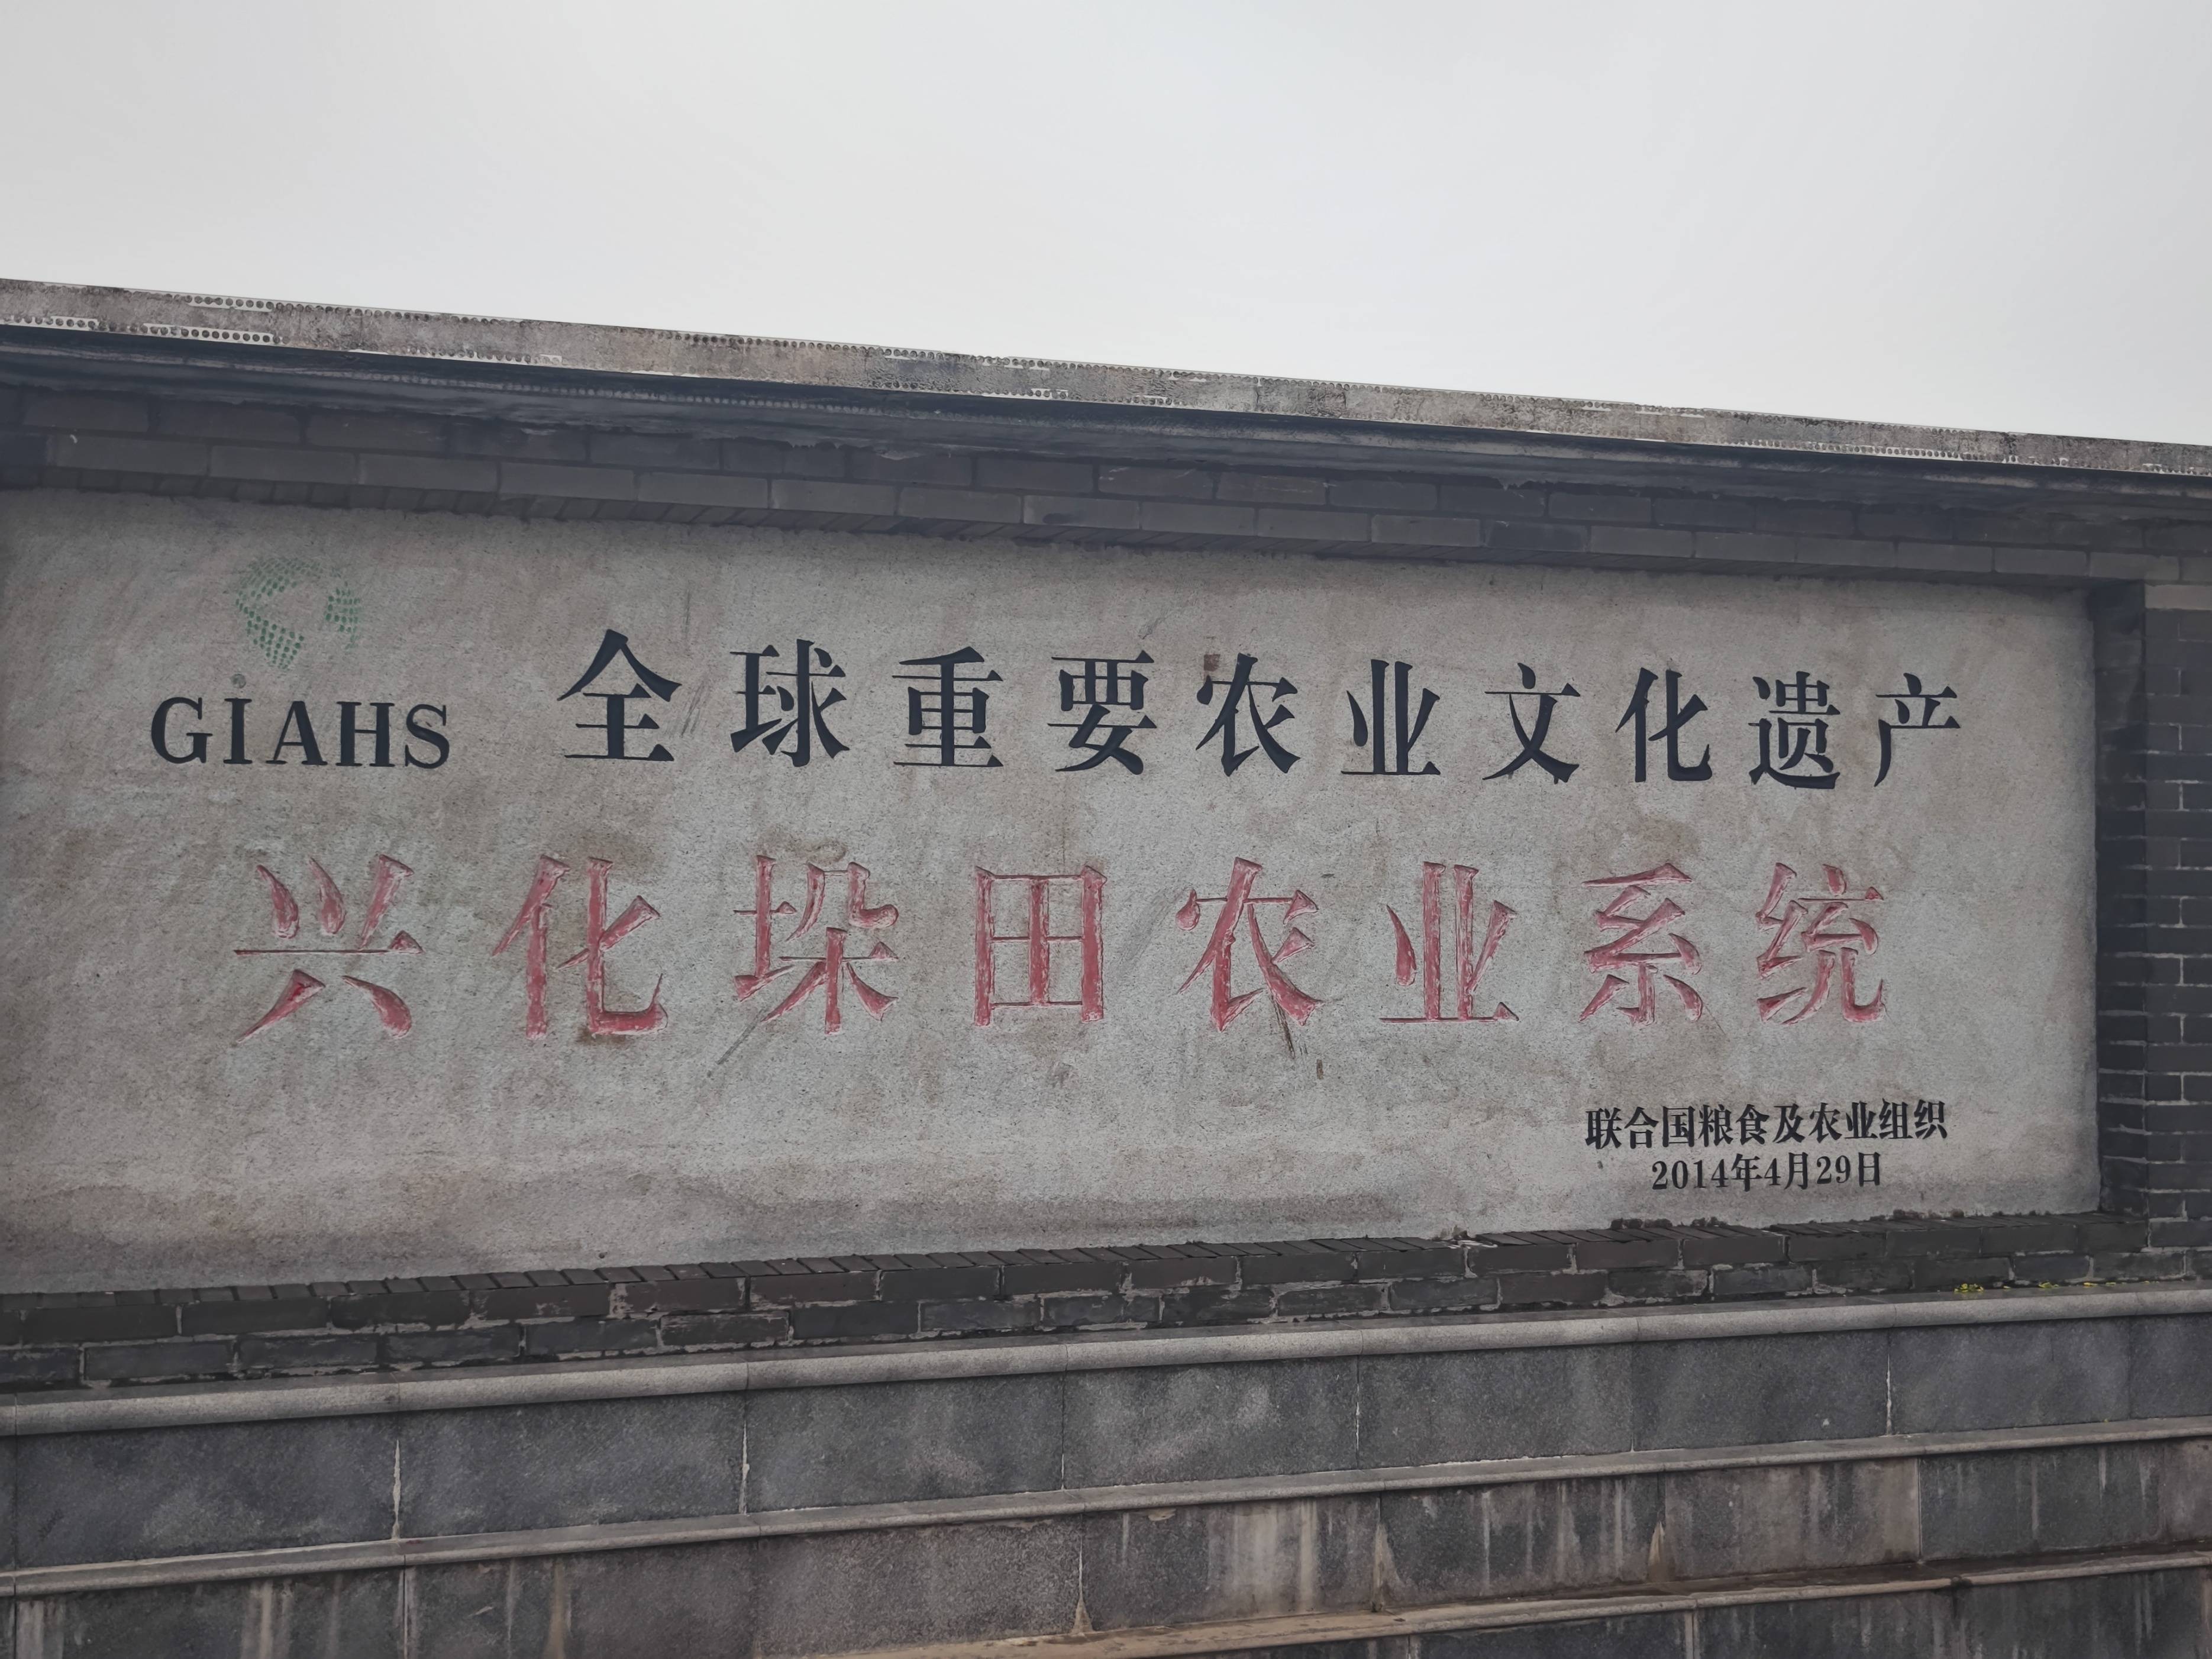 GIAHS 全球重要农业文化遗产
兴化垛田农业系统
联合国粮食及农业组织
2014年4月29日